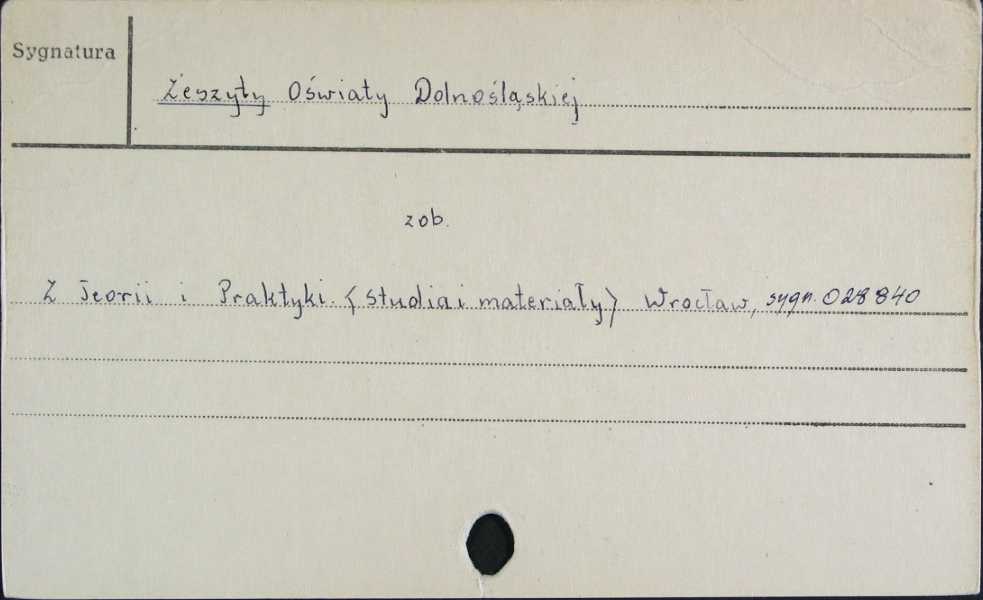 Sygnatura
Zeszyty Oświaty Dolnośląskiej
zob.
Z Teorii i Praktyki. <Studia i materiały.> Wrocław, sygn. 028840